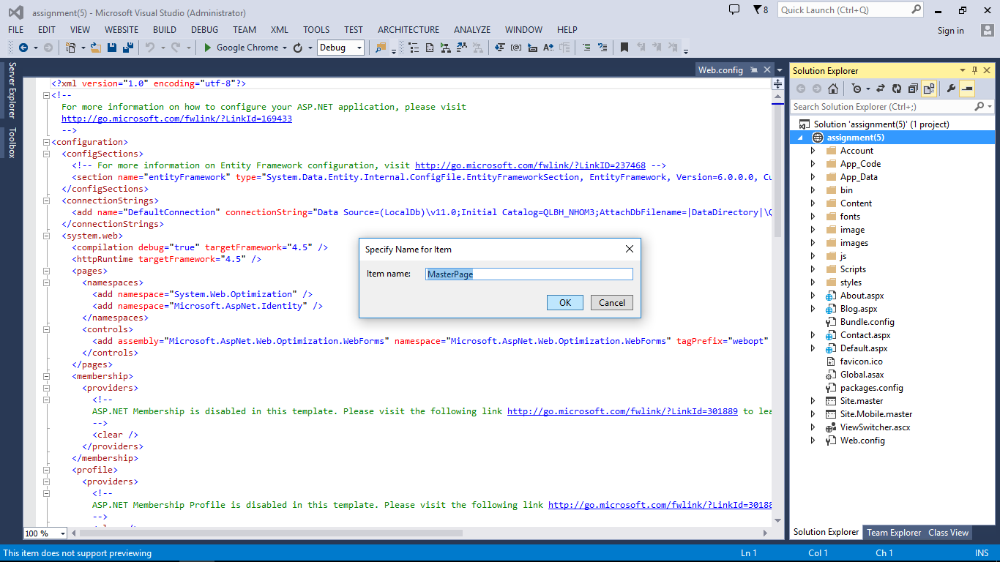 assignment(5) - Microsoft Visual Studio (Administrator)
8
Quick Launch (Ctrl+Q)
FILE EDIT VIEW WEBSITE BUILD DEBUG TEAM XML TOOLS TEST ARCHITECTURE ANALYZE WINDOW HELP
Sign in
Google Chrome
Debug
Server Explorer
Toolbox
Web.config
<?xml version="1.0" encoding="utf-8"?>
<!--
For more information on how to configure your ASP.NET application, please visit
http://go.microsoft.com/fwlink/?LinkId=169433
-->
<configuration>
<configSections>
<!-- For more information on Entity Framework configuration, visit http://go.microsoft.com/fwlink/?LinkID=237468 -->
<section name="entityFramework" type="System.Data.Entity.Internal.ConfigFile.EntityFrameworkSection, EntityFramework, Version=6.0.0.0, Cu
</configSections>
<connectionStrings>
<add name="DefaultConnection" connectionString="Data Source=(LocalDb)\v11.0;Initial Catalog=QLBH_NHOM3;AttachDbFilename=|DataDirectory|\
</connectionStrings>
<system.web>
<compilation debug="true" targetFramework="4.5" />
<httpRuntime targetFramework="4.5" />
<pages>
<namespaces>
<add namespace="System.Web.Optimization" />
<add namespace="Microsoft.AspNet.Identity" />
</namespaces>
<controls>
<add assembly="Microsoft.AspNet.Web.Optimization.WebForms" namespace="Microsoft.AspNet.Web.Optimization.WebForms" tagPrefix="webopt"
</controls>
</pages>
<membership>
<providers>
<!--
ASP.NET Membership is disabled in this template. Please visit the following link http://go.microsoft.com/fwlink/?LinkId=301889 to lea
-->
<clear />
</providers>
</membership>
<profile>
<providers>
<!--
ASP.NET Membership Profile is disabled in this template. Please visit the following link http://go.microsoft.com/fwlink/?LinkId=3018
-->
100 %
Specify Name for Item
Item name: MasterPage
OK Cancel
Solution Explorer
Search Solution Explorer (Ctrl+;)
Solution 'assignment(5)' (1 project)
assignment(5)
Account
App_Code
App_Data
bin
Content
fonts
image
images
js
Scripts
styles
About.aspx
Blog.aspx
Bundle.config
Contact.aspx
Default.aspx
favicon.ico
Global.asax
packages.config
Site.master
Site.Mobile.master
ViewSwitcher.ascx
Web.config
Solution Explorer Team Explorer Class View
This item does not support previewing
Ln 1 Col 1 Ch 1 INS